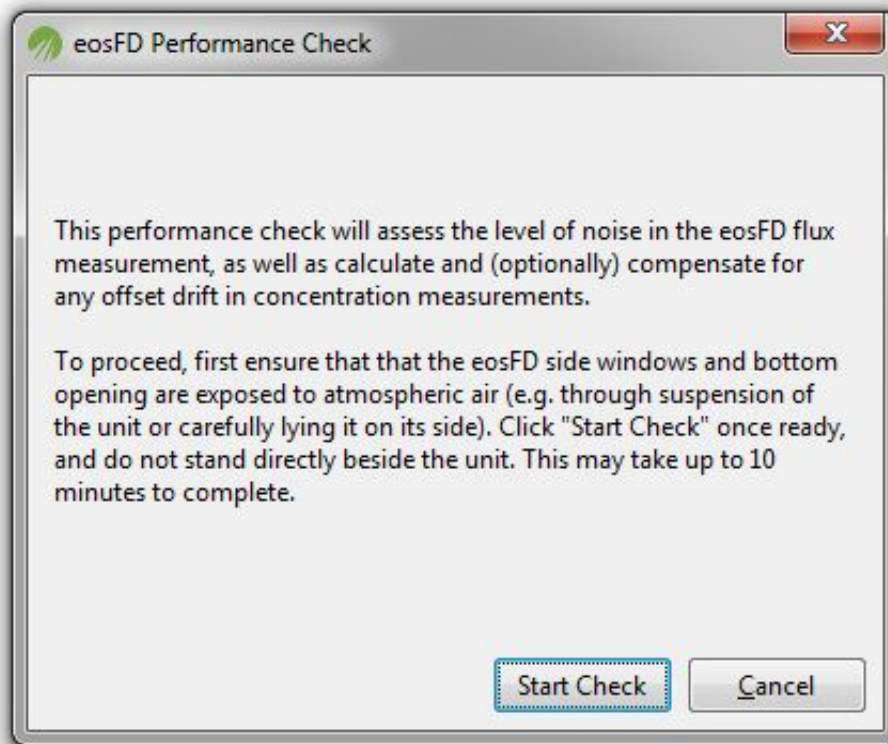 eosFD Performance Check
This performance check will assess the level of noise in the eosFD flux
measurement, as well as calculate and (optionally) compensate for
any offset drift in concentration measurements.
To proceed, first ensure that that the eosFD side windows and bottom
opening are exposed to atmospheric air (e.g. through suspension of
the unit or carefully lying it on its side). Click "Start Check" once ready,
and do not stand directly beside the unit. This may take up to 10
minutes to complete.
Start Check Cancel